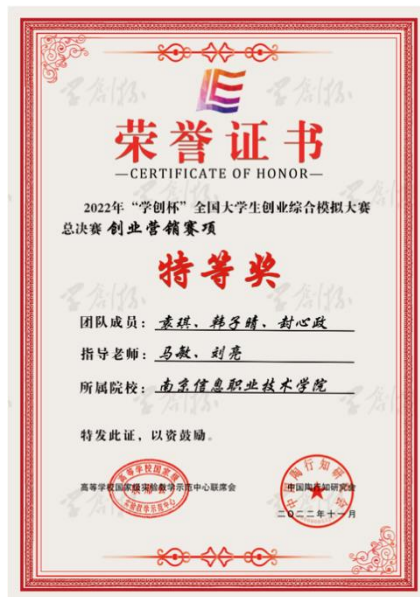 荣誉证书
—CERTIFICATE OF HONOR—
2022年“学创杯”全国大学生创业综合模拟大赛
总决赛 创业营销赛项
特等奖
团队成员：袁琪、韩子晴、封心政
指导老师：马敏、刘亮
所属院校：南京信息职业技术学院
特发此证，以资鼓励。
高等学校国家级实验教学示范中心联席会
中国陶行知研究会
二〇二二年十一月